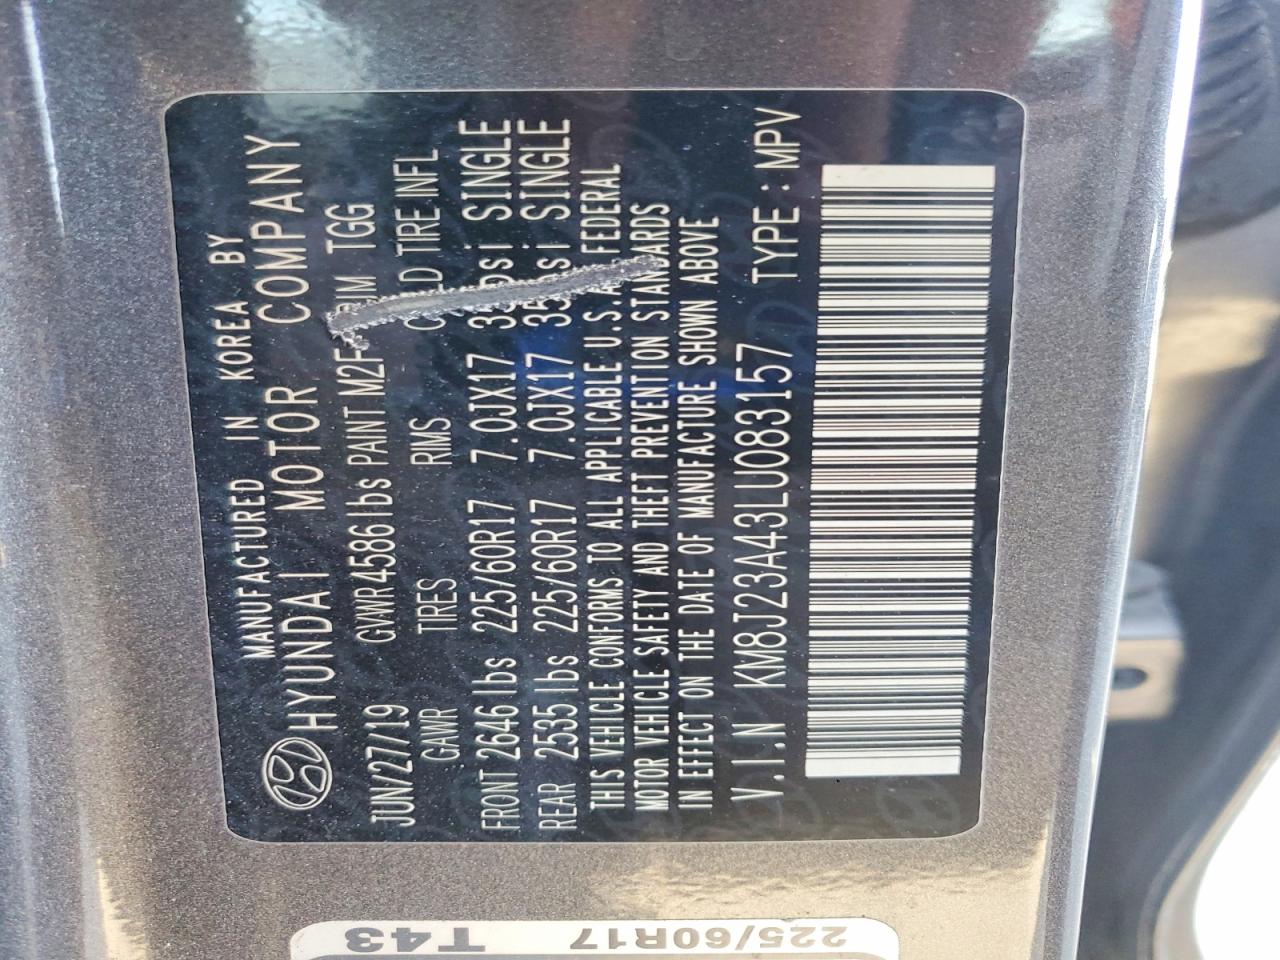 MANUFACTURED IN KOREA BY
HYUNDAI MOTOR COMPANY
JUN/27/19 GVWR 4586 lbs PAINT M2F TGG
GAWR TIRES RMS TIRE INFL
FRONT 2646 lbs 225/60R17 7.0JX17 SINGLE
REAR 2535 lbs 225/60R17 7.0JX17 35 SINGLE
THIS VEHICLE CONFORMS TO ALL APPLICABLE U.S.A FEDERAL
MOTOR VEHICLE SAFETY AND THEFT PREVENTION STANDARDS
IN EFFECT ON THE DATE OF MANUFACTURE SHOWN ABOVE
V.I.N KM8J23A43LU083157 TYPE : MPV
225/60R17
T43